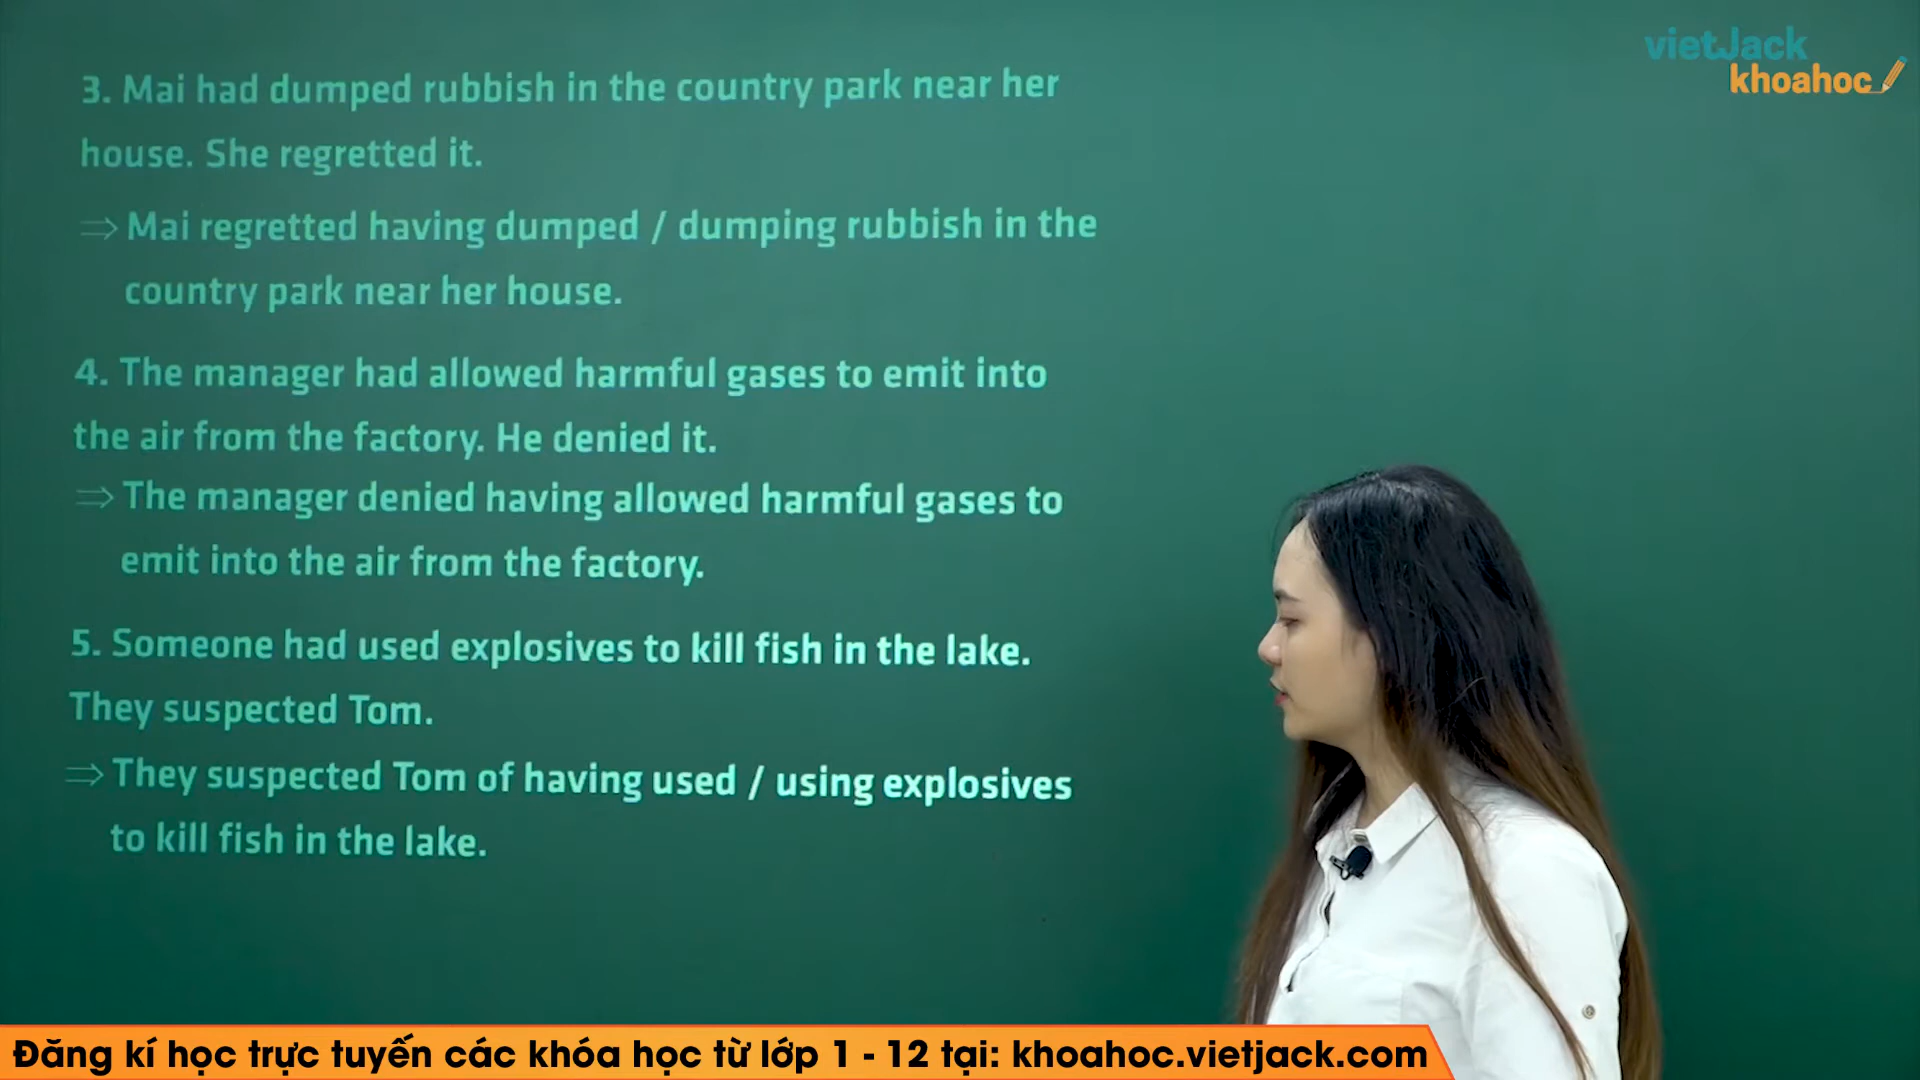 vietJack
khoahoc
3. Mai had dumped rubbish in the country park near her
house. She regretted it.
⇒ Mai regretted having dumped / dumping rubbish in the
country park near her house.
4. The manager had allowed harmful gases to emit into
the air from the factory. He denied it.
⇒ The manager denied having allowed harmful gases to
emit into the air from the factory.
5. Someone had used explosives to kill fish in the lake.
They suspected Tom.
⇒ They suspected Tom of having used / using explosives
to kill fish in the lake.
Đăng kí học trực tuyến các khóa học từ lớp 1 - 12 tại: khoahoc.vietjack.com